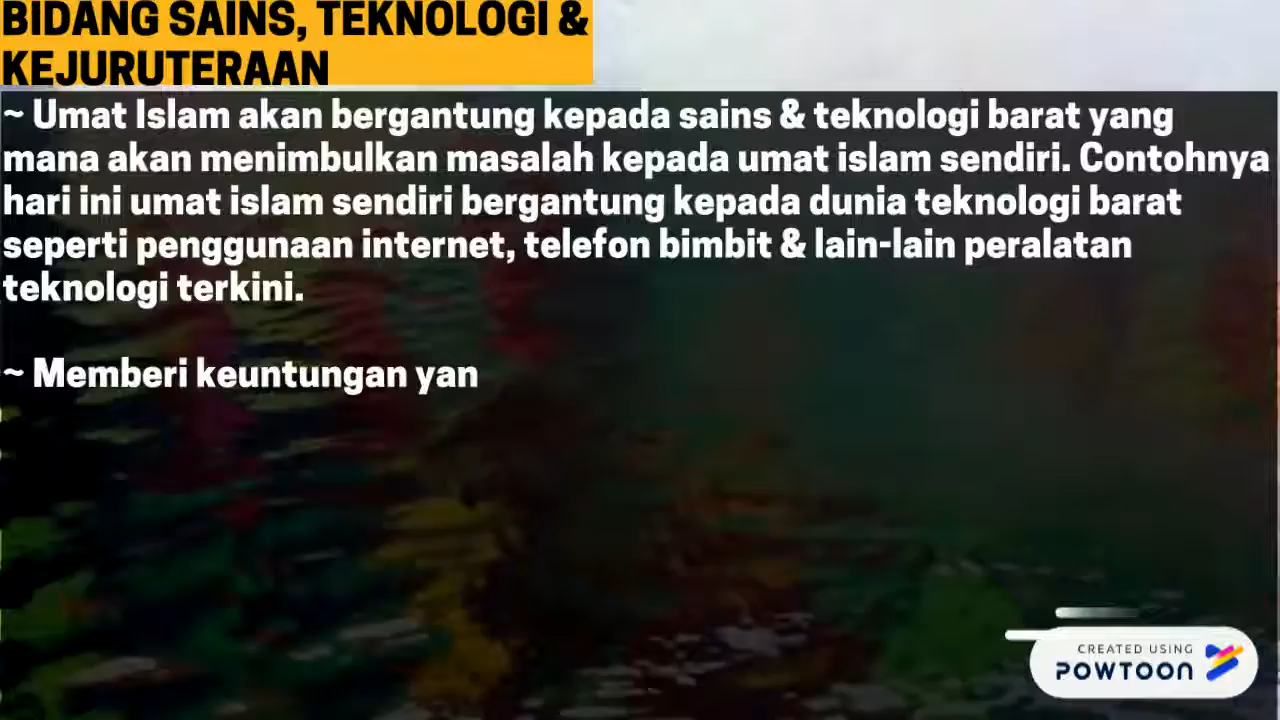 BIDANG SAINS, TEKNOLOGI &
KEJURUTERAAN
~ Umat Islam akan bergantung kepada sains & teknologi barat yang
mana akan menimbulkan masalah kepada umat islam sendiri. Contohnya
hari ini umat islam sendiri bergantung kepada dunia teknologi barat
seperti penggunaan internet, telefon bimbit & lain-lain peralatan
teknologi terkini.
~ Memberi keuntungan yan
CREATED USING
POWTOON